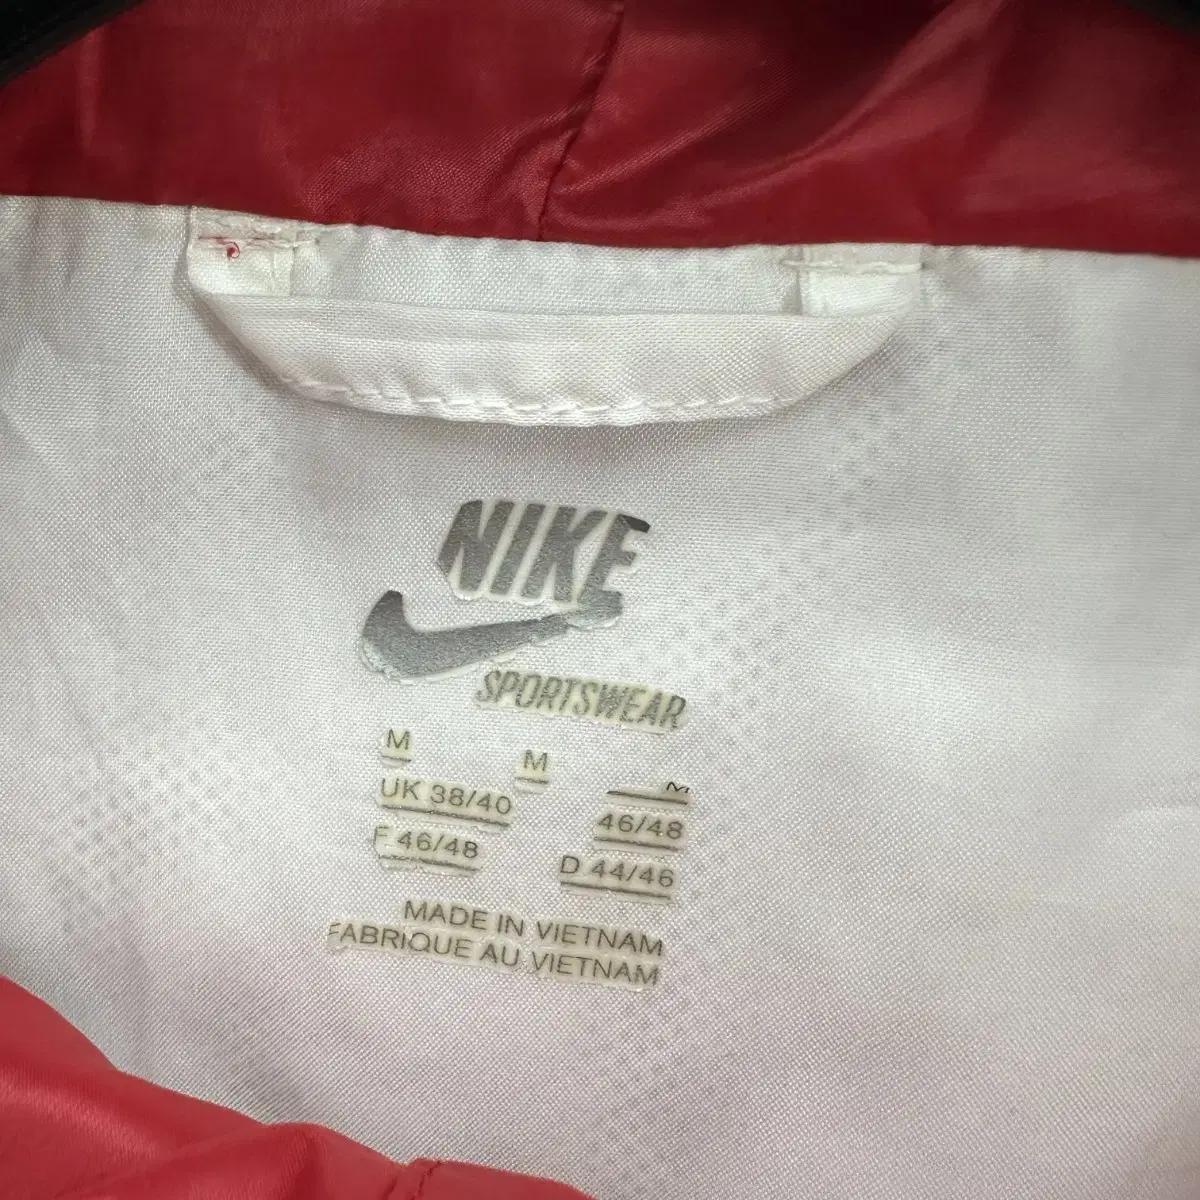 NIKE
SPORTSWEAR
M M M
UK 38/40 46/48
F 46/48 D 44/46
MADE IN VIETNAM
FABRIQUE AU VIETNAM